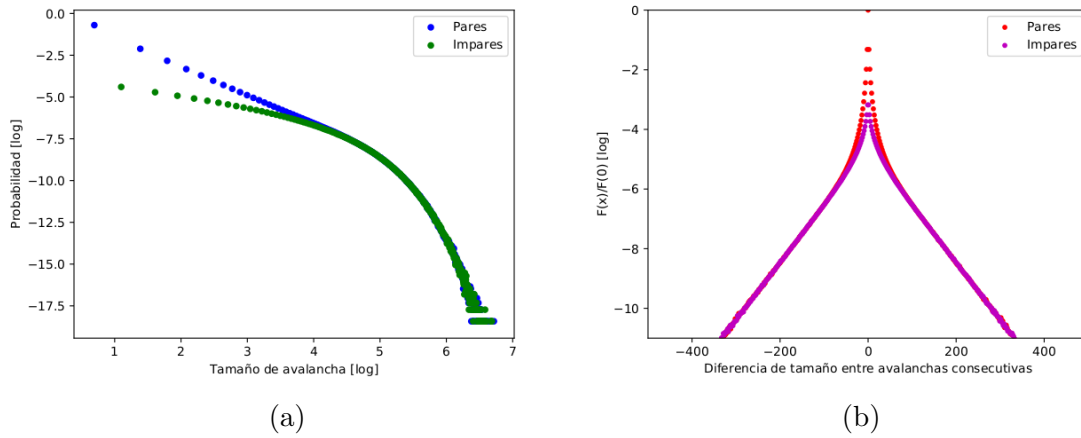 0.0
−2.5
−5.0
−7.5
−10.0
−12.5
−15.0
−17.5
Probabilidad [log]
Pares
Impares
1 2 3 4 5 6 7
Tamaño de avalancha [log]
(a)
0
−2
−4
−6
−8
−10
F(x)/F(0) [log]
Pares
Impares
−400 −200 0 200 400
Diferencia de tamaño entre avalanchas consecutivas
(b)